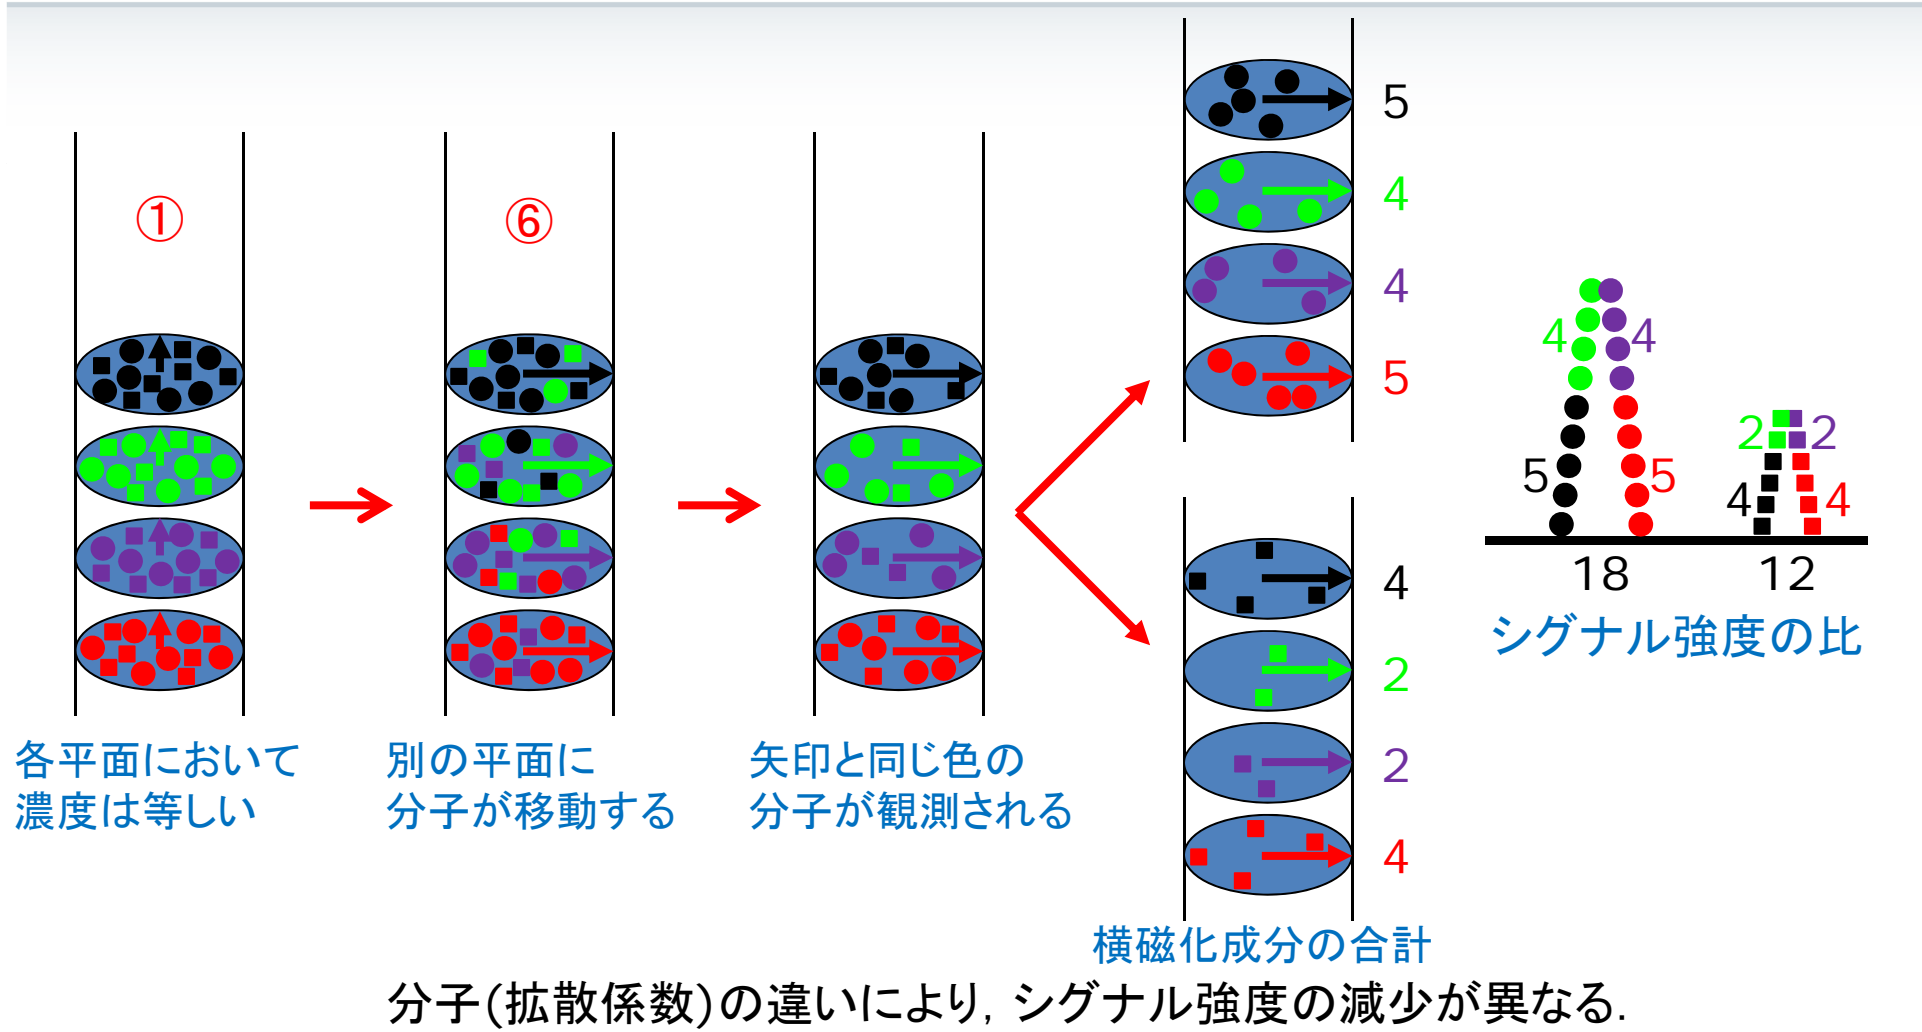 ①
各平面において
濃度は等しい
⑥
別の平面に
分子が移動する
矢印と同じ色の
分子が観測される
5
4
4
5
4
2
2
4
横磁化成分の合計
4 4
5 5
18
2 2
4 4
12
シグナル強度の比
分子(拡散係数)の違いにより, シグナル強度の減少が異なる.